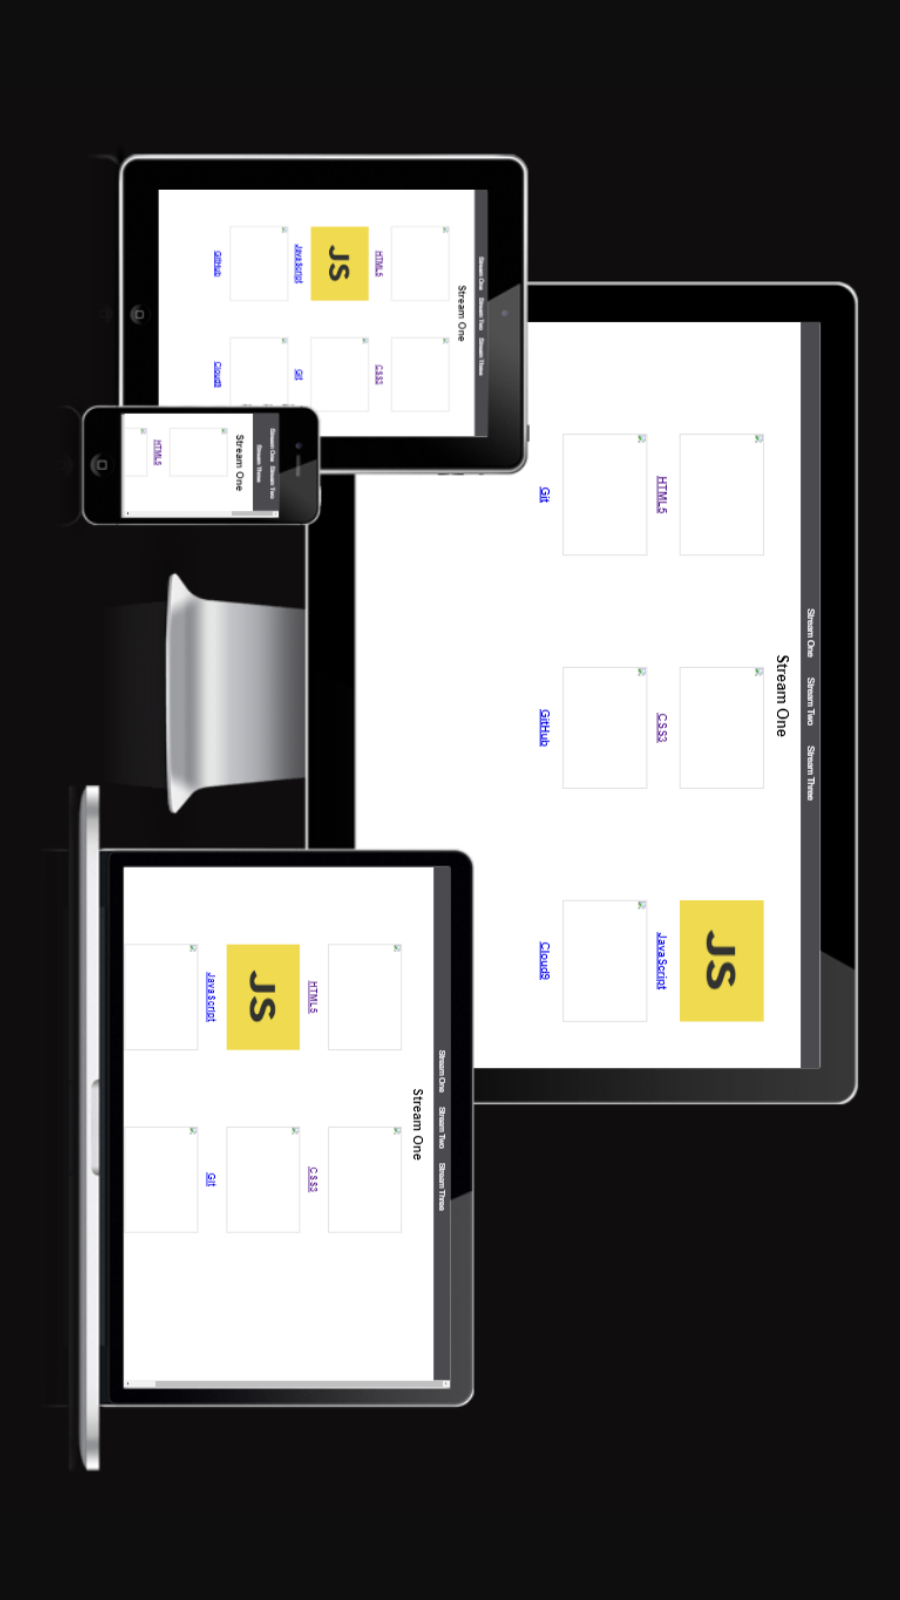 Stream One Stream Two Stream Three
Stream One
JS
HTML5 CSS3 JavaScript
Git GitHub Cloud9
Stream One Stream Two Stream Three
Stream One
HTML5 CSS3
JS
JavaScript Git
GitHub Cloud9
Stream One Stream Two
Stream Three
Stream One
HTML5
Stream One Stream Two Stream Three
Stream One
HTML5 CSS3
JS
JavaScript Git